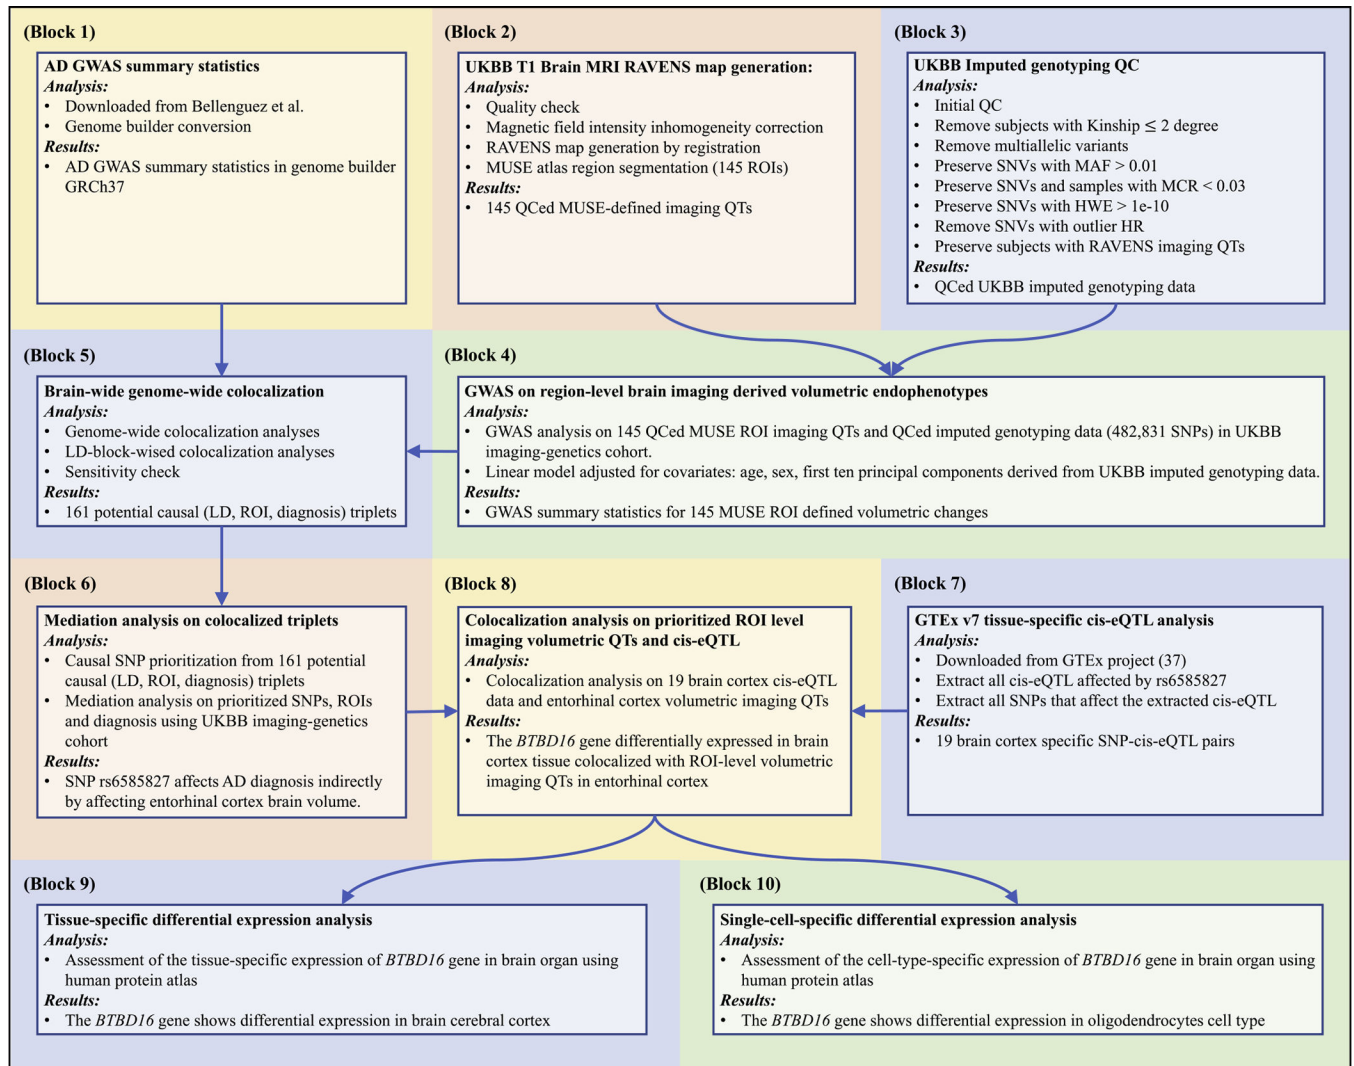 (Block 1)
AD GWAS summary statistics
Analysis:
• Downloaded from Bellenguez et al.
• Genome builder conversion
Results:
• AD GWAS summary statistics in genome builder
GRCh37
(Block 2)
UKBB T1 Brain MRI RAVENS map generation:
Analysis:
• Quality check
• Magnetic field intensity inhomogeneity correction
• RAVENS map generation by registration
• MUSE atlas region segmentation (145 ROIs)
Results:
• 145 QCed MUSE-defined imaging QTs
(Block 3)
UKBB Imputed genotyping QC
Analysis:
• Initial QC
• Remove subjects with Kinship ≤ 2 degree
• Remove multiallelic variants
• Preserve SNVs with MAF > 0.01
• Preserve SNVs and samples with MCR < 0.03
• Preserve SNVs with HWE > 1e-10
• Remove SNVs with outlier HR
• Preserve subjects with RAVENS imaging QTs
Results:
• QCed UKBB imputed genotyping data
(Block 5)
Brain-wide genome-wide colocalization
Analysis:
• Genome-wide colocalization analyses
• LD-block-wised colocalization analyses
• Sensitivity check
Results:
• 161 potential causal (LD, ROI, diagnosis) triplets
(Block 4)
GWAS on region-level brain imaging derived volumetric endophenotypes
Analysis:
• GWAS analysis on 145 QCed MUSE ROI imaging QTs and QCed imputed genotyping data (482,831 SNPs) in UKBB
imaging-genetics cohort.
• Linear model adjusted for covariates: age, sex, first ten principal components derived from UKBB imputed genotyping data.
Results:
• GWAS summary statistics for 145 MUSE ROI defined volumetric changes
(Block 6)
Mediation analysis on colocalized triplets
Analysis:
• Causal SNP prioritization from 161 potential
causal (LD, ROI, diagnosis) triplets
• Mediation analysis on prioritized SNPs, ROIs
and diagnosis using UKBB imaging-genetics
cohort
Results:
• SNP rs6585827 affects AD diagnosis indirectly
by affecting entorhinal cortex brain volume.
(Block 8)
Colocalization analysis on prioritized ROI level
imaging volumetric QTs and cis-eQTL
Analysis:
• Colocalization analysis on 19 brain cortex cis-eQTL
data and entorhinal cortex volumetric imaging QTs
Results:
• The BTBD16 gene differentially expressed in brain
cortex tissue colocalized with ROI-level volumetric
imaging QTs in entorhinal cortex
(Block 7)
GTEx v7 tissue-specific cis-eQTL analysis
Analysis:
• Downloaded from GTEx project (37)
• Extract all cis-eQTL affected by rs6585827
• Extract all SNPs that affect the extracted cis-eQTL
Results:
• 19 brain cortex specific SNP-cis-eQTL pairs
(Block 9)
Tissue-specific differential expression analysis
Analysis:
• Assessment of the tissue-specific expression of BTBD16 gene in brain organ using
human protein atlas
Results:
• The BTBD16 gene shows differential expression in brain cerebral cortex
(Block 10)
Single-cell-specific differential expression analysis
Analysis:
• Assessment of the cell-type-specific expression of BTBD16 gene in brain organ using
human protein atlas
Results:
• The BTBD16 gene shows differential expression in oligodendrocytes cell type